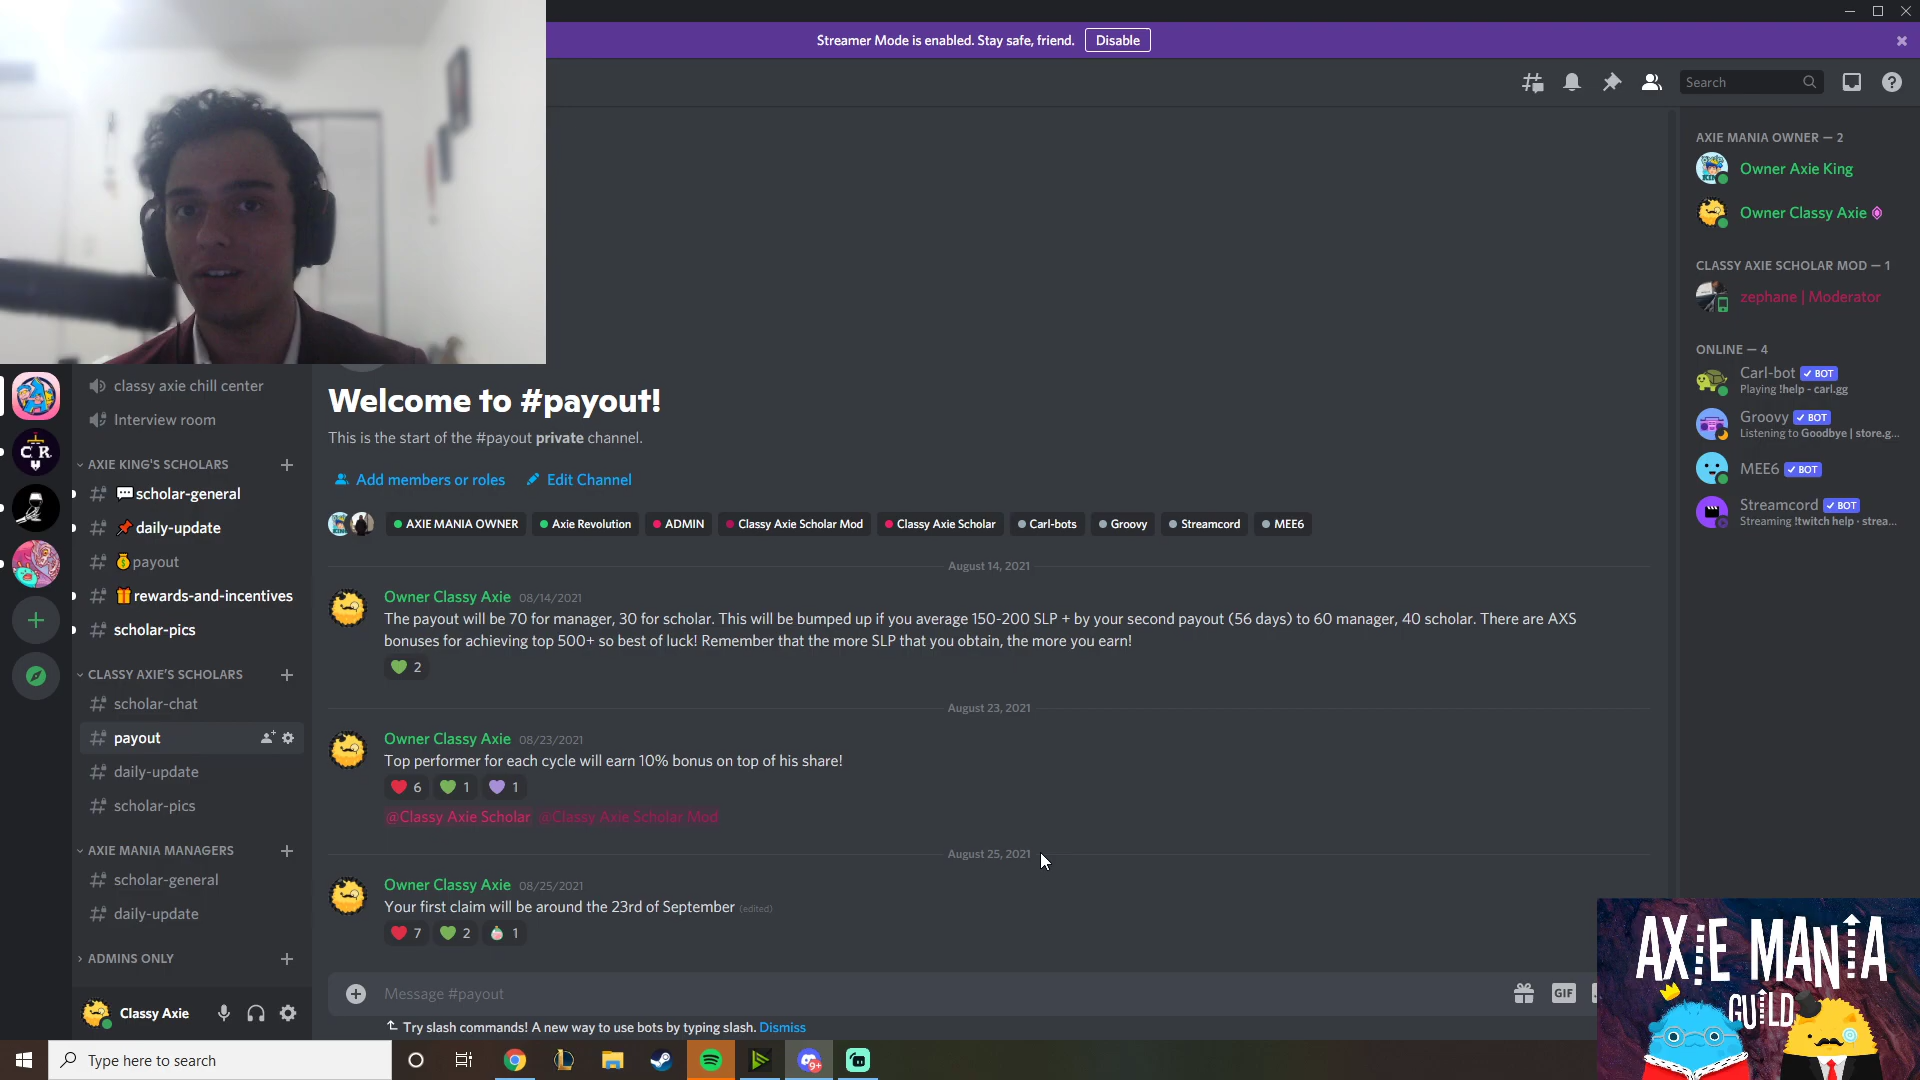 Streamer Mode is enabled. Stay safe, friend.
Disable
Search
AXIE MANIA OWNER — 2
Owner Axie King
Owner Classy Axie
CLASSY AXIE SCHOLAR MOD — 1
zephane | Moderator
ONLINE — 4
Carl-bot ✓ BOT
Playing !help - carl.gg
Groovy ✓ BOT
Listening to Goodbye | store.g...
MEE6 ✓ BOT
Streamcord ✓ BOT
Streaming !twitch help · strea...
classy axie chill center
Interview room
AXIE KING'S SCHOLARS
scholar-general
daily-update
payout
rewards-and-incentives
scholar-pics
CLASSY AXIE'S SCHOLARS
scholar-chat
payout
daily-update
scholar-pics
AXIE MANIA MANAGERS
scholar-general
daily-update
ADMINS ONLY
Classy Axie
CR
Welcome to #payout!
This is the start of the #payout private channel.
Add members or roles
Edit Channel
AXIE MANIA OWNER
Axie Revolution
ADMIN
Classy Axie Scholar Mod
Classy Axie Scholar
Carl-bots
Groovy
Streamcord
MEE6
August 14, 2021
Owner Classy Axie 08/14/2021
The payout will be 70 for manager, 30 for scholar. This will be bumped up if you average 150-200 SLP + by your second payout (56 days) to 60 manager, 40 scholar. There are AXS
bonuses for achieving top 500+ so best of luck! Remember that the more SLP that you obtain, the more you earn!
2
August 23, 2021
Owner Classy Axie 08/23/2021
Top performer for each cycle will earn 10% bonus on top of his share!
6 1 1
@Classy Axie Scholar @Classy Axie Scholar Mod
August 25, 2021
Owner Classy Axie 08/25/2021
Your first claim will be around the 23rd of September (edited)
7 2 1
Message #payout
GIF
Try slash commands! A new way to use bots by typing slash. Dismiss
AXIE MANIA
GUILD
Type here to search
9+